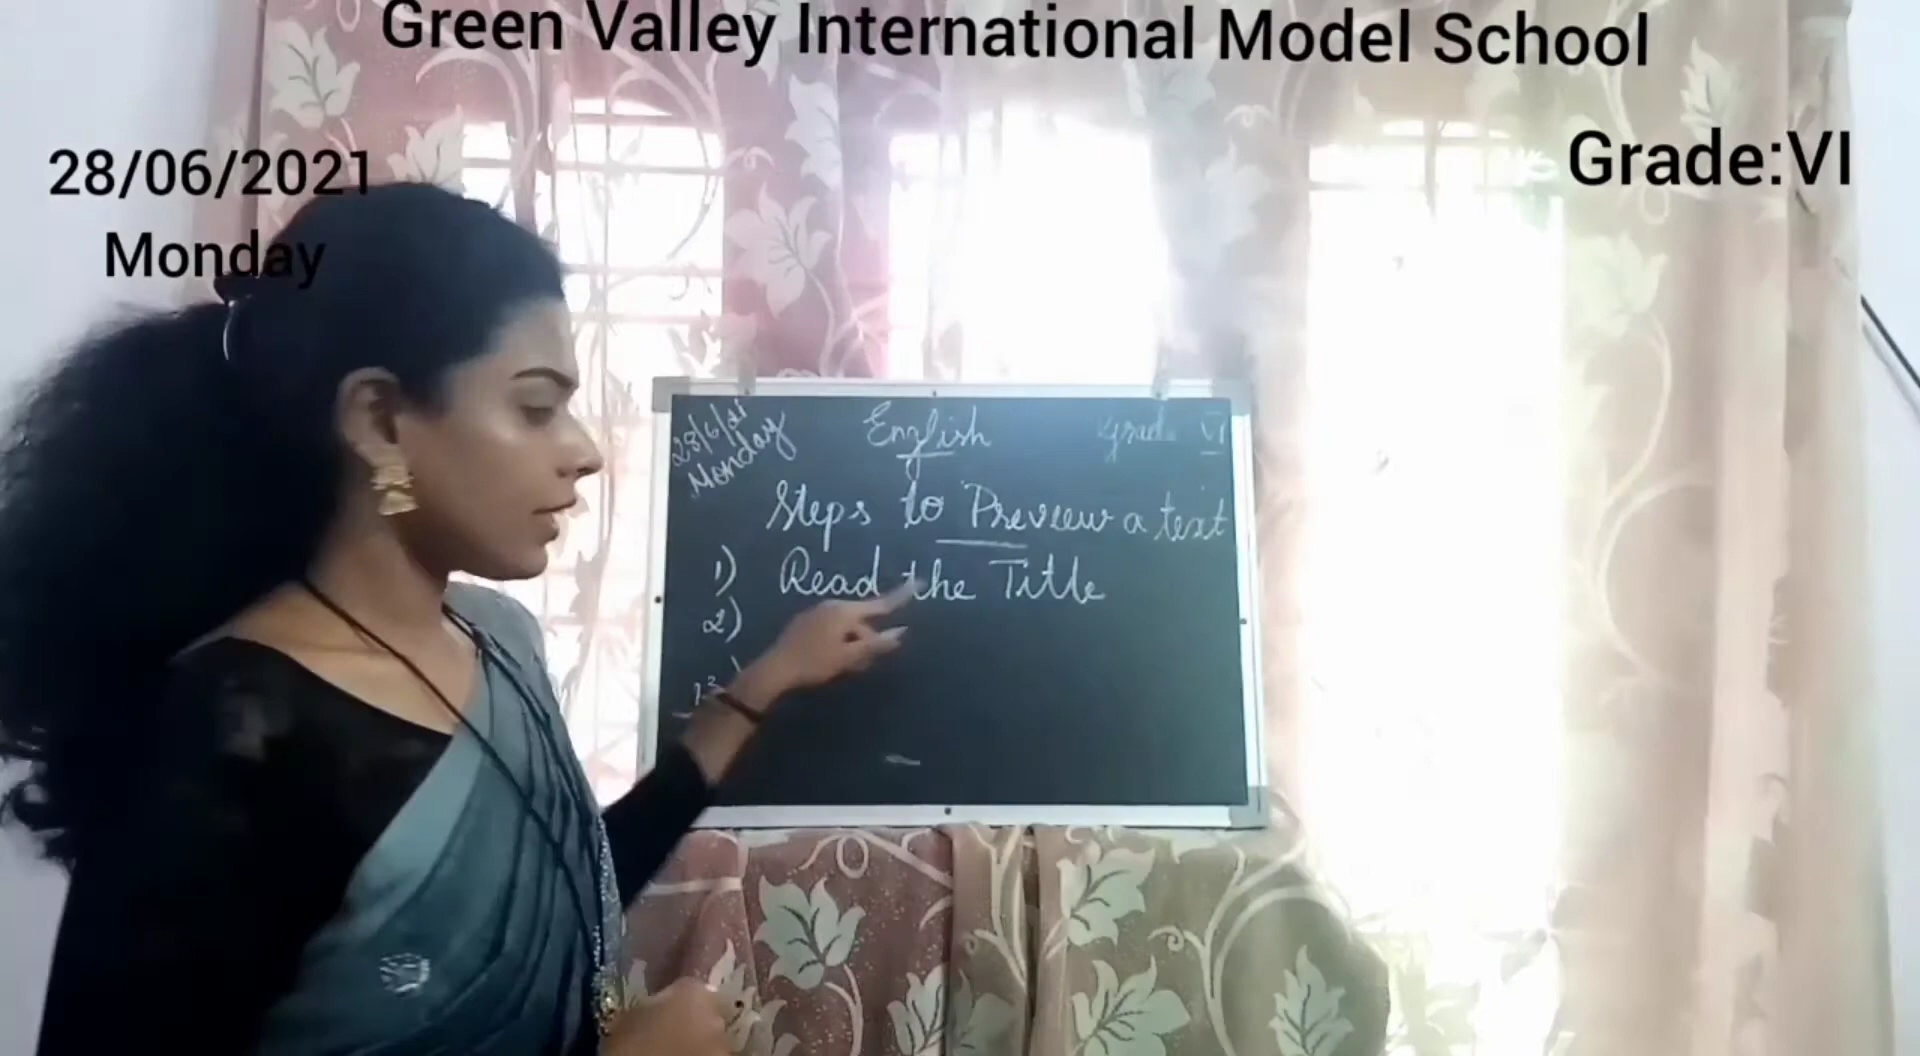 Green Valley International Model School
28/06/2021
Monday
Grade:VI
28/6/21
Monday
English
Grade VI
Steps to Preview a text
1) Read the Title
2)